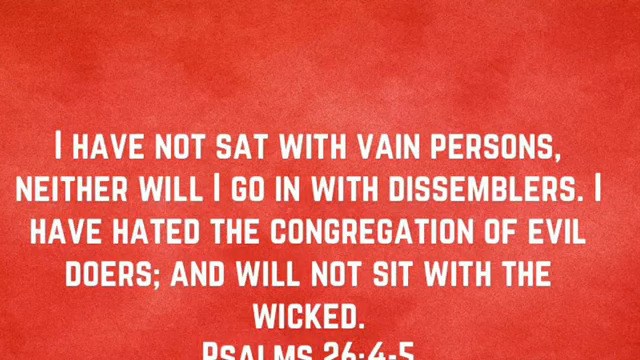 I HAVE NOT SAT WITH VAIN PERSONS,
NEITHER WILL I GO IN WITH DISSEMBLERS. I
HAVE HATED THE CONGREGATION OF EVIL
DOERS; AND WILL NOT SIT WITH THE
WICKED.
PSALMS 26:4-5